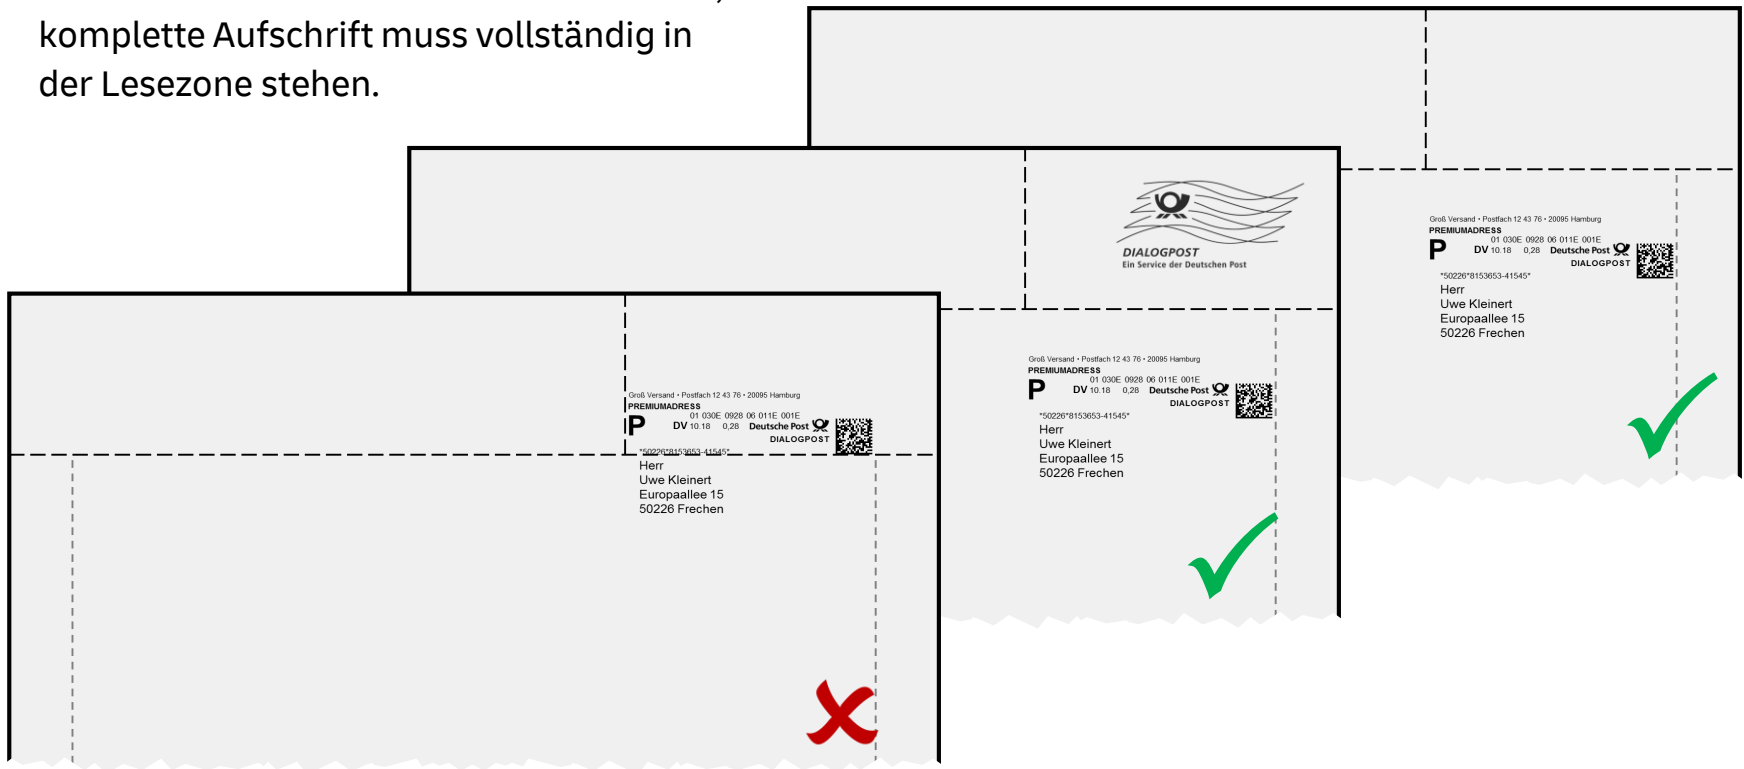 komplette Aufschrift muss vollständig in
der Lesezone stehen.
Groß Versand • Postfach 12 43 76 • 20095 Hamburg
PREMIUMADRESS
01 030E 0928 06 011E 001E
P DV 10.18 0,28 Deutsche Post
DIALOGPOST
*50226*8153653-41545*
Herr
Uwe Kleinert
Europaallee 15
50226 Frechen
DIALOGPOST
Ein Service der Deutschen Post
Groß Versand • Postfach 12 43 76 • 20095 Hamburg
PREMIUMADRESS
01 030E 0928 06 011E 001E
P DV 10.18 0,28 Deutsche Post
DIALOGPOST
*50226*8153653-41545*
Herr
Uwe Kleinert
Europaallee 15
50226 Frechen
Groß Versand • Postfach 12 43 76 • 20095 Hamburg
PREMIUMADRESS
01 030E 0928 06 011E 001E
P DV 10.18 0,28 Deutsche Post
DIALOGPOST
*50226*8153653-41545*
Herr
Uwe Kleinert
Europaallee 15
50226 Frechen